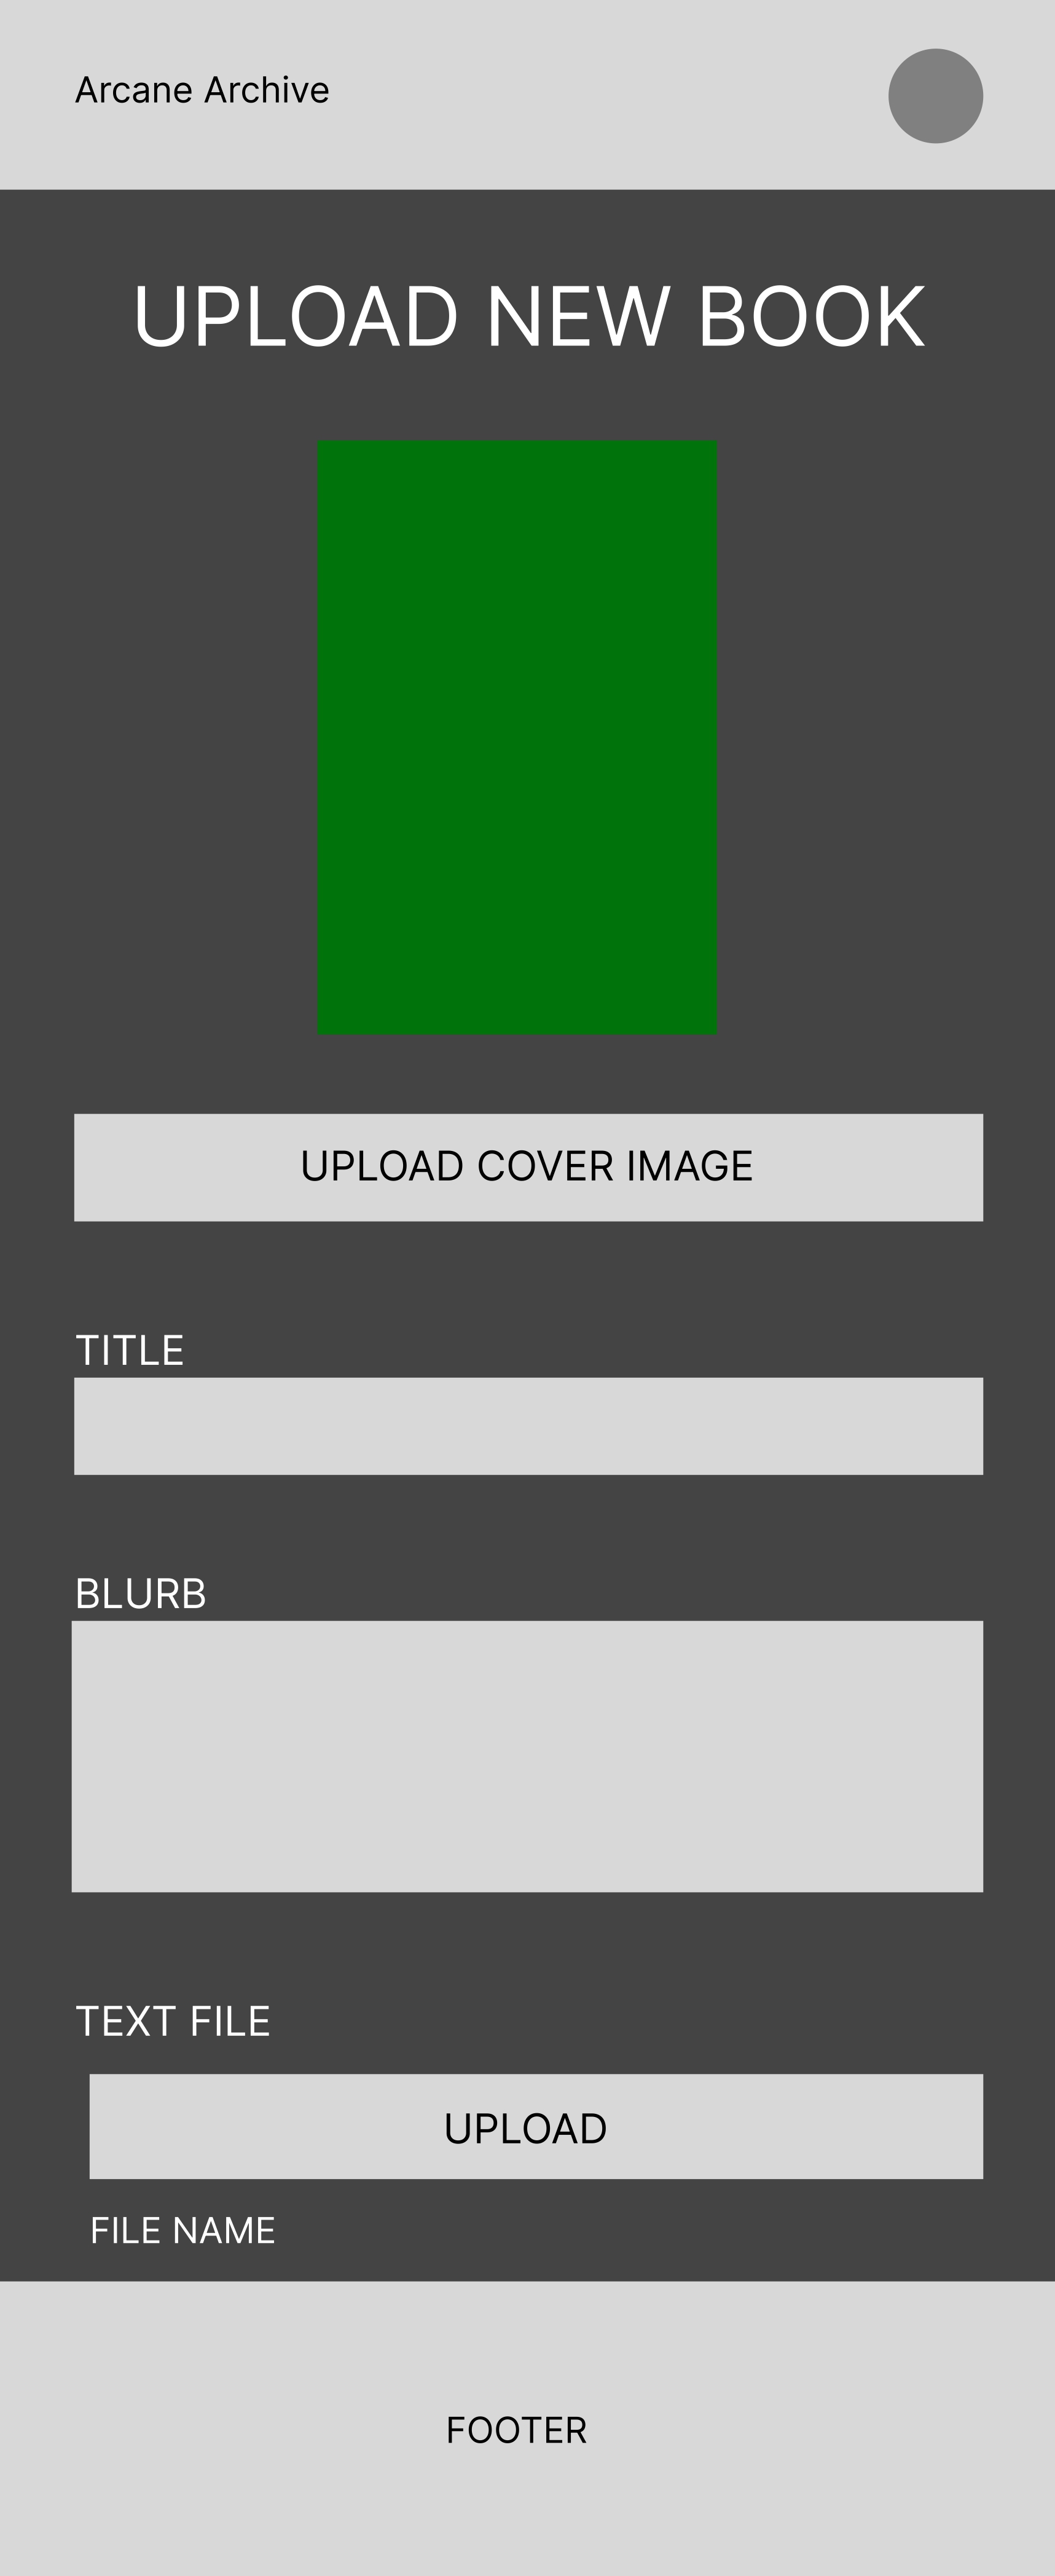 Arcane Archive
UPLOAD NEW BOOK
UPLOAD COVER IMAGE
TITLE
BLURB
TEXT FILE
UPLOAD
FILE NAME
FOOTER